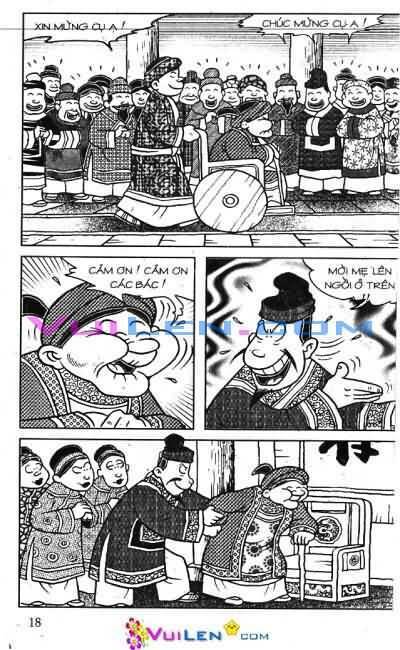 XIN MỪNG CỤ Ạ!
CHÚC MỪNG CỤ Ạ!
CẢM ƠN! CẢM ƠN
CÁC BÁC!
MỜI MẸ LÊN
NGỒI Ở TRÊN
VUILEN.COM
18
VUILEN.COM